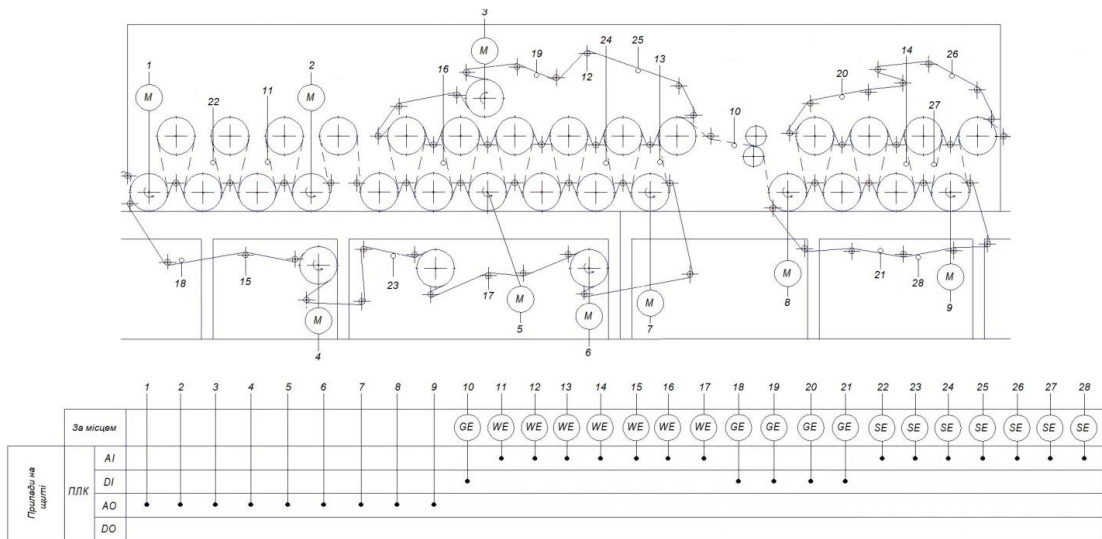 3
24 25
1 2 M 19 12 13 14 26
22 11 16 20 27
M M 10
18 15 23 17 21 28
M M M M M M
4 5 6 7 8 9
1 2 3 4 5 6 7 8 9 10 11 12 13 14 15 16 17 18 19 20 21 22 23 24 25 26 27 28
За місцем GE WE WE WE WE WE WE WE GE GE GE GE SE SE SE SE SE SE SE
Прилади на щиті
ПЛК
AI
DI
AO
DO